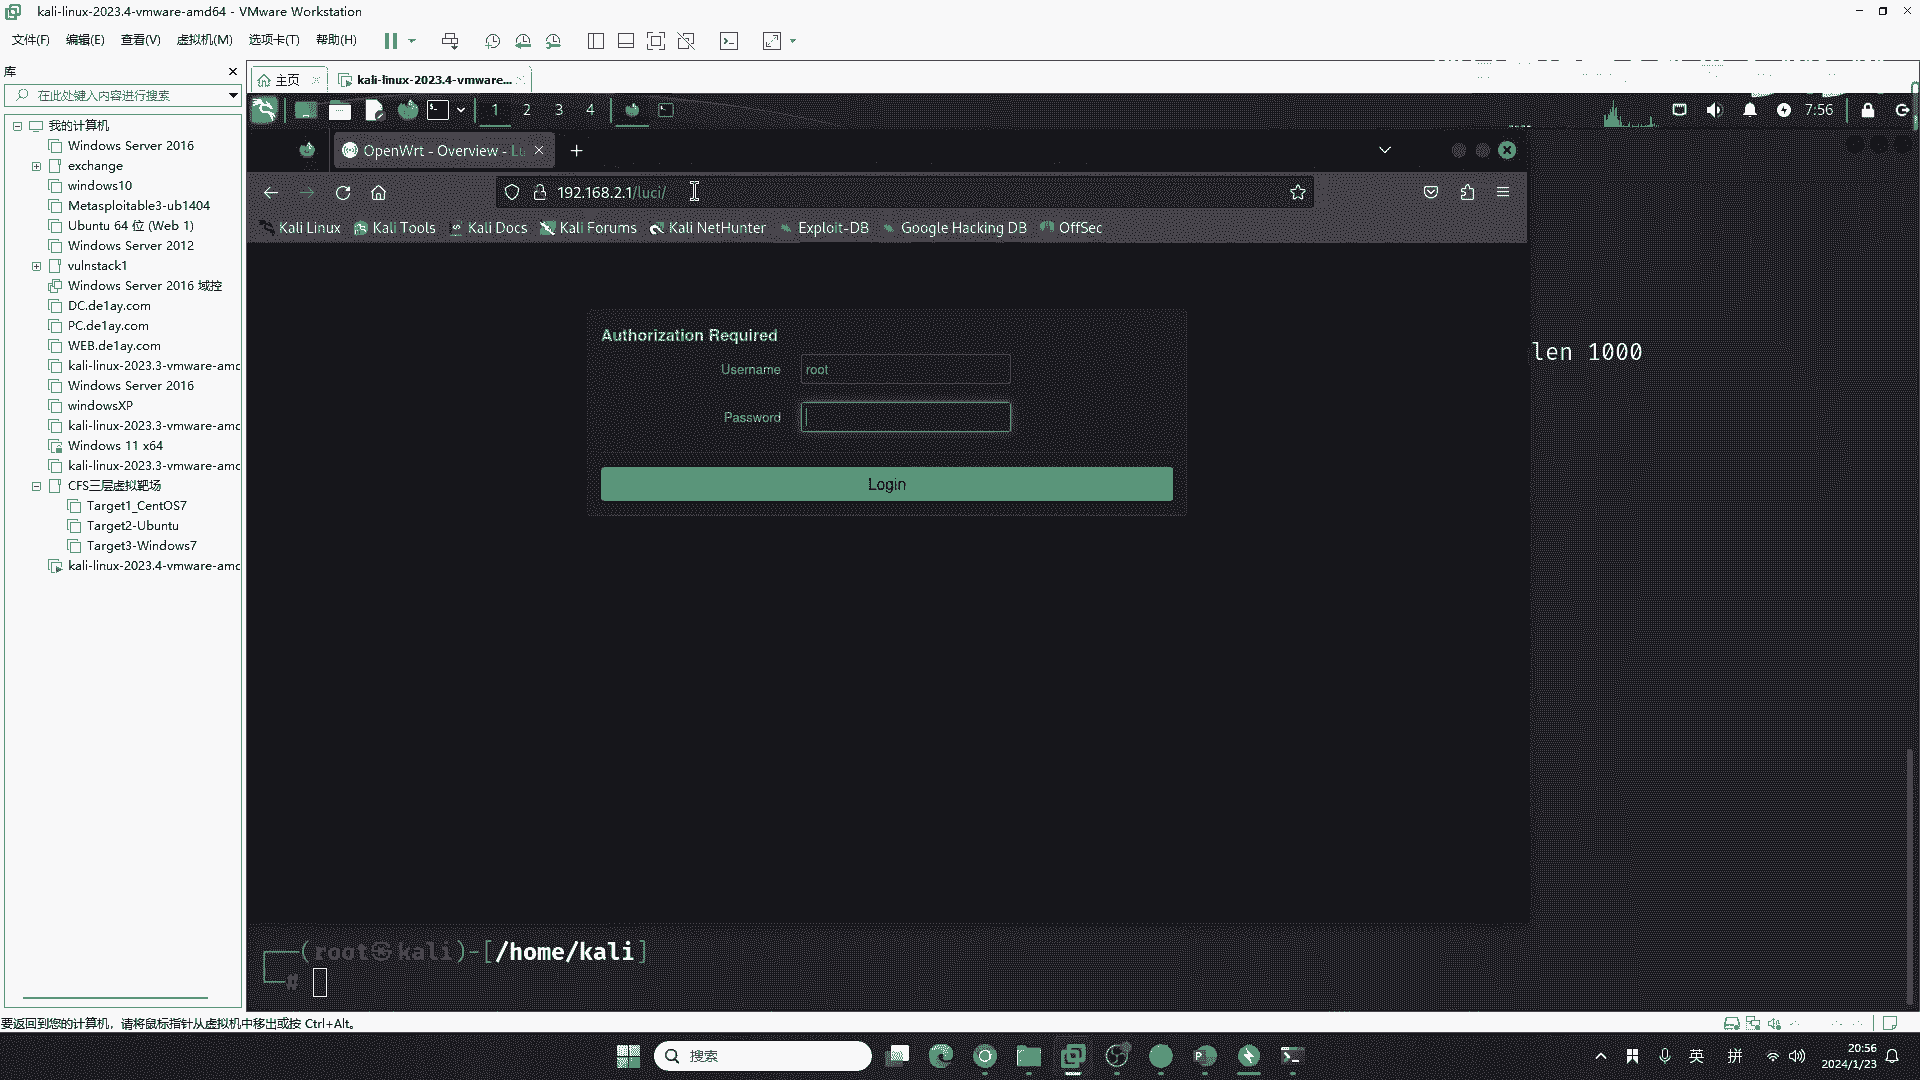 kali-linux-2023.4-vmware-amd64 - VMware Workstation
文件(F) 编辑(E) 查看(V) 虚拟机(M) 选项卡(T) 帮助(H)
库
在此处键入内容进行搜索
我的计算机
Windows Server 2016
exchange
windows10
Metasploitable3-ub1404
Ubuntu 64 位 (Web 1)
Windows Server 2012
vulnstack1
Windows Server 2016 域控
DC.de1ay.com
PC.de1ay.com
WEB.de1ay.com
kali-linux-2023.3-vmware-amd
Windows Server 2016
windowsXP
kali-linux-2023.3-vmware-amd
Windows 11 x64
kali-linux-2023.3-vmware-amd
CFS三层虚拟靶场
Target1_CentOS7
Target2-Ubuntu
Target3-Windows7
kali-linux-2023.4-vmware-amd
主页 kali-linux-2023.4-vmware...
1 2 3 4 7:56
OpenWrt - Overview - Lu
192.168.2.1/luci/
Kali Linux Kali Tools Kali Docs Kali Forums Kali NetHunter Exploit-DB Google Hacking DB OffSec
Authorization Required
Username root
Password
Login
len 1000
(root㉿kali)-[/home/kali]
#
要返回到您的计算机，请将鼠标指针从虚拟机中移出或按 Ctrl+Alt。
搜索
英 拼
20:56
2024/1/23